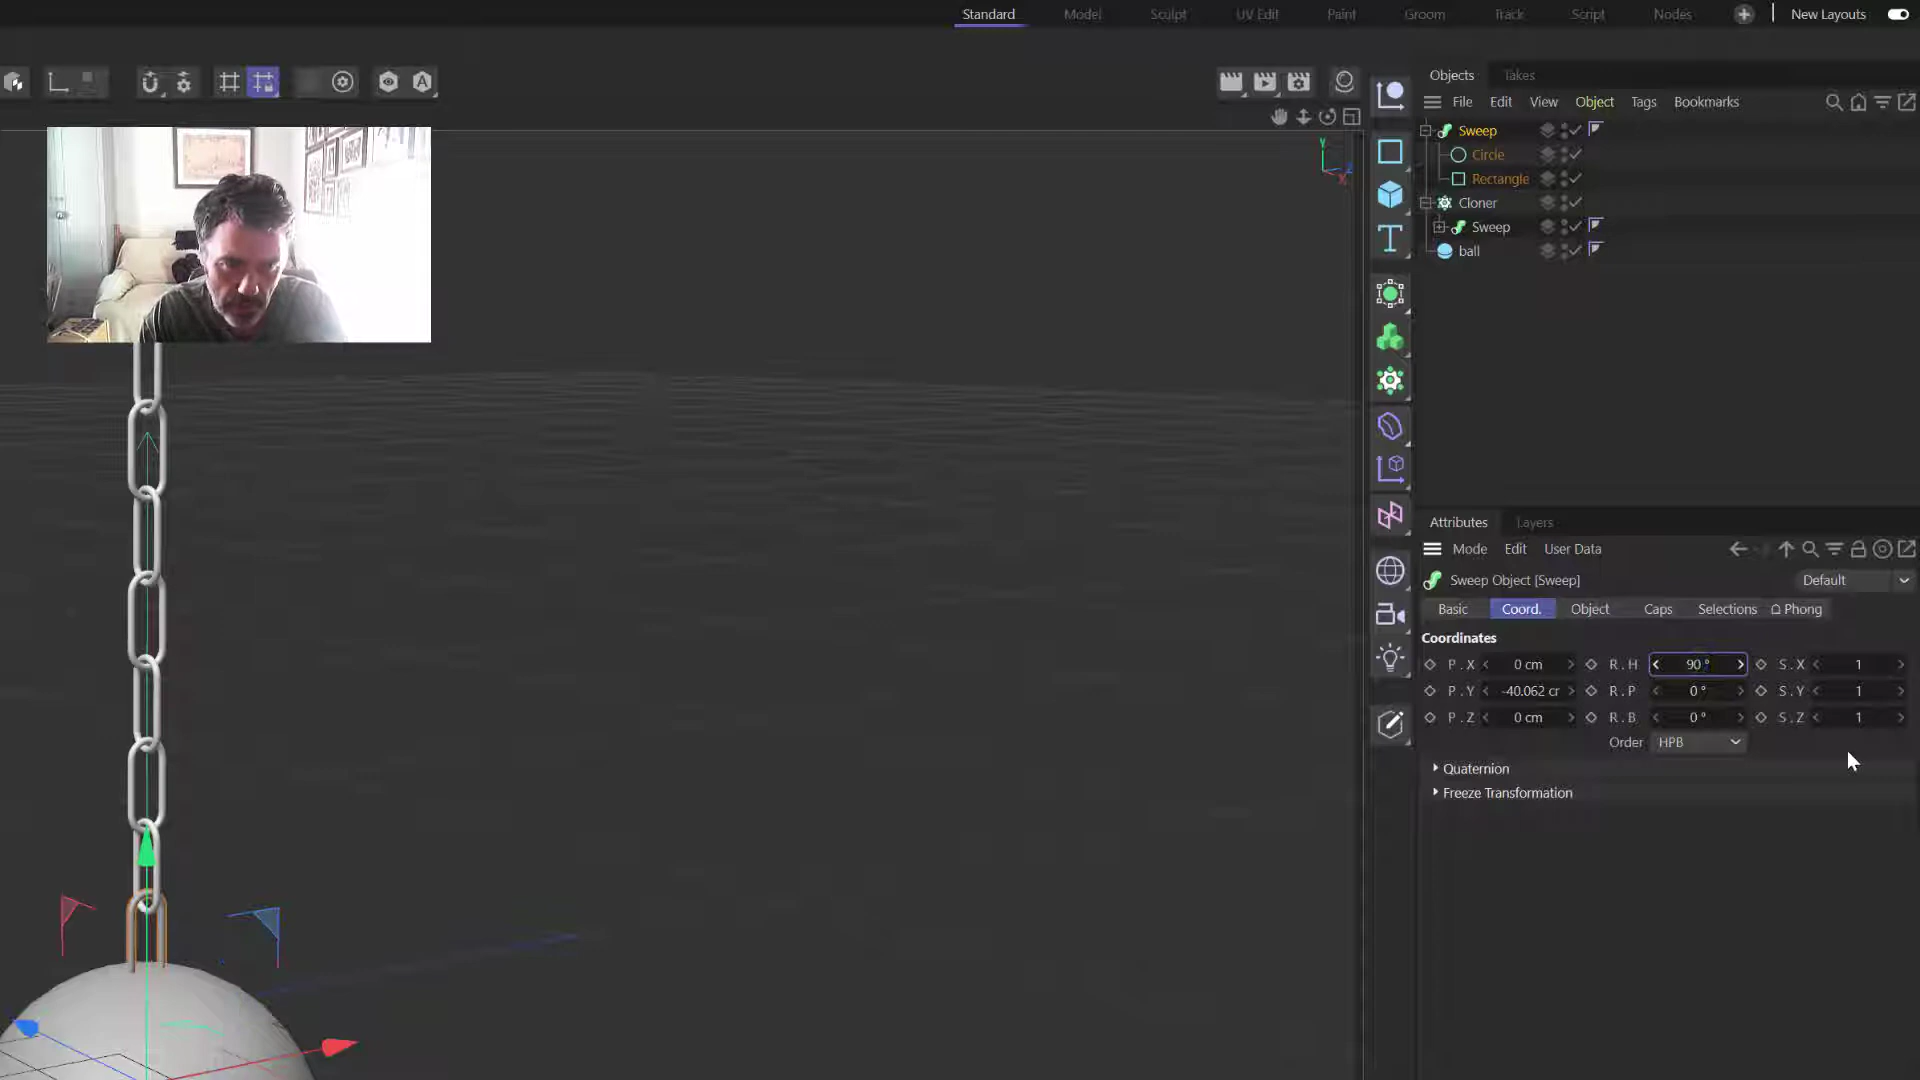 Standard Model Sculpt UV Edit Paint Groom Track Script Nodes New Layouts
Objects Takes
File Edit View Object Tags Bookmarks
Sweep
Circle
Rectangle
Cloner
Sweep
ball
Y
X
Z
Attributes Layers
Mode Edit User Data
Sweep Object [Sweep] Default
Basic Coord. Object Caps Selections Phong
Coordinates
P . X 0 cm R . H 90 ° S . X 1
P . Y -40.062 cr R . P 0 ° S . Y 1
P . Z 0 cm R . B 0 ° S . Z 1
Order HPB
Quaternion
Freeze Transformation